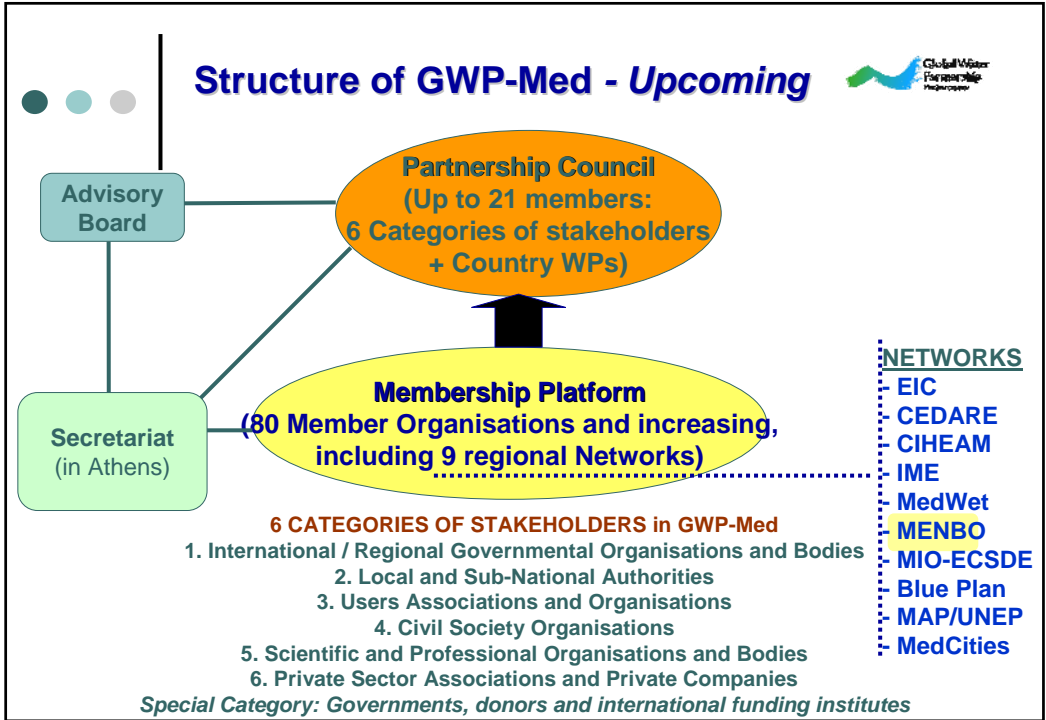 Structure of GWP-Med - Upcoming
Global Water
Partnership
Advisory
Board
Partnership Council
(Up to 21 members:
6 Categories of stakeholders
+ Country WPs)
Secretariat
(in Athens)
Membership Platform
(80 Member Organisations and increasing,
including 9 regional Networks)
NETWORKS
- EIC
- CEDARE
- CIHEAM
- IME
- MedWet
- MENBO
- MIO-ECSDE
- Blue Plan
- MAP/UNEP
- MedCities
6 CATEGORIES OF STAKEHOLDERS in GWP-Med
1. International / Regional Governmental Organisations and Bodies
2. Local and Sub-National Authorities
3. Users Associations and Organisations
4. Civil Society Organisations
5. Scientific and Professional Organisations and Bodies
6. Private Sector Associations and Private Companies
Special Category: Governments, donors and international funding institutes